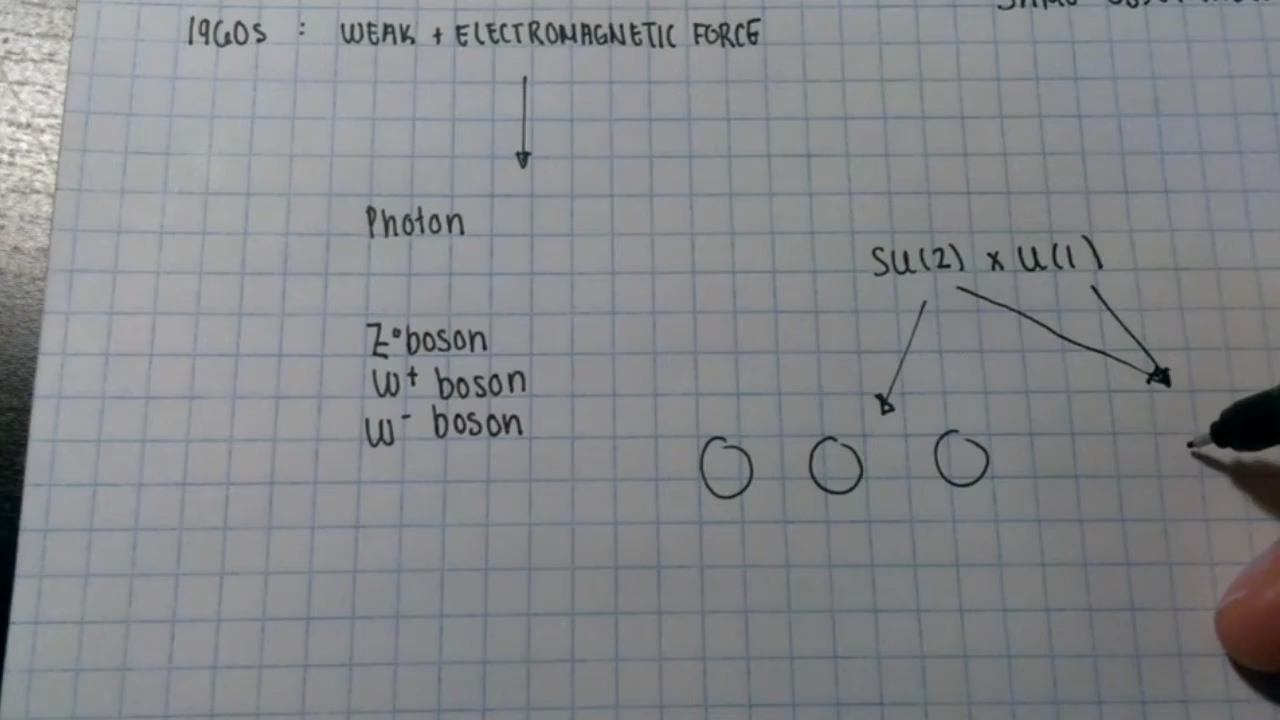 1960s : WEAK + ELECTROMAGNETIC FORCE
Photon
SU(2) x U(1)
Z° boson
W+ boson
W- boson